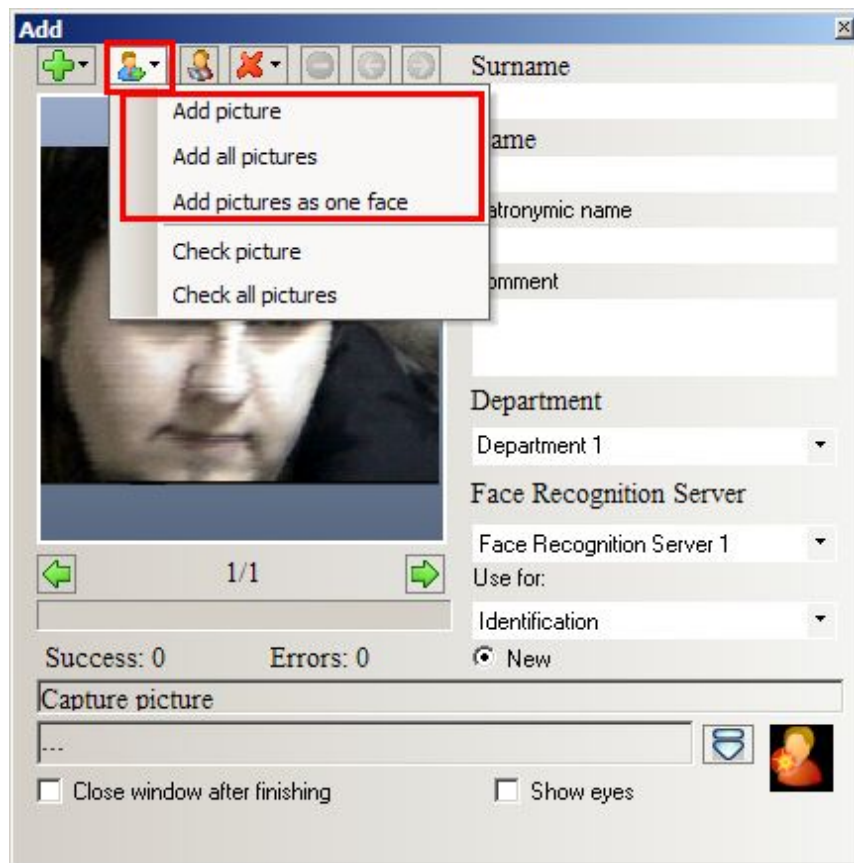 Add
Surname
Add picture
Add all pictures
ame
Add pictures as one face
atronymic name
Check picture
omment
Check all pictures
Department
Department 1
Face Recognition Server
Face Recognition Server 1
1/1
Use for:
Identification
Success: 0 Errors: 0
New
Capture picture
...
Close window after finishing
Show eyes